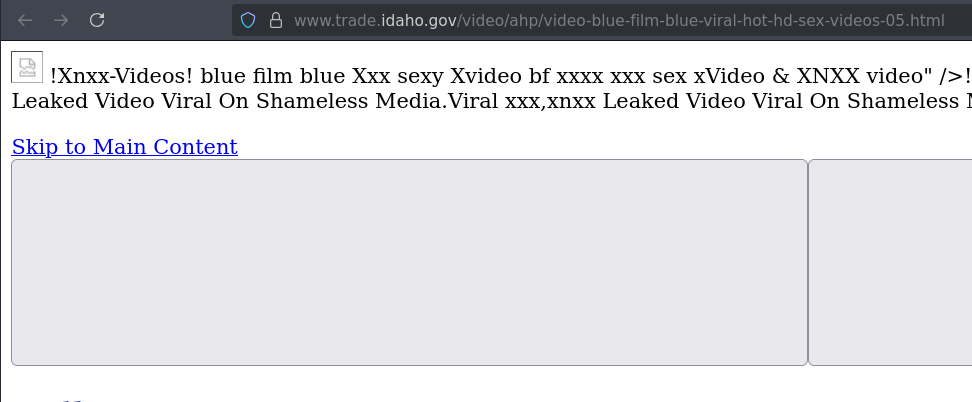 www.trade.idaho.gov/video/ahp/video-blue-film-blue-viral-hot-hd-sex-videos-05.html
!Xnxx-Videos! blue film blue Xxx sexy Xvideo bf xxxx xxx sex xVideo & XNXX video" />!
Leaked Video Viral On Shameless Media.Viral xxx,xnxx Leaked Video Viral On Shameless
Skip to Main Content